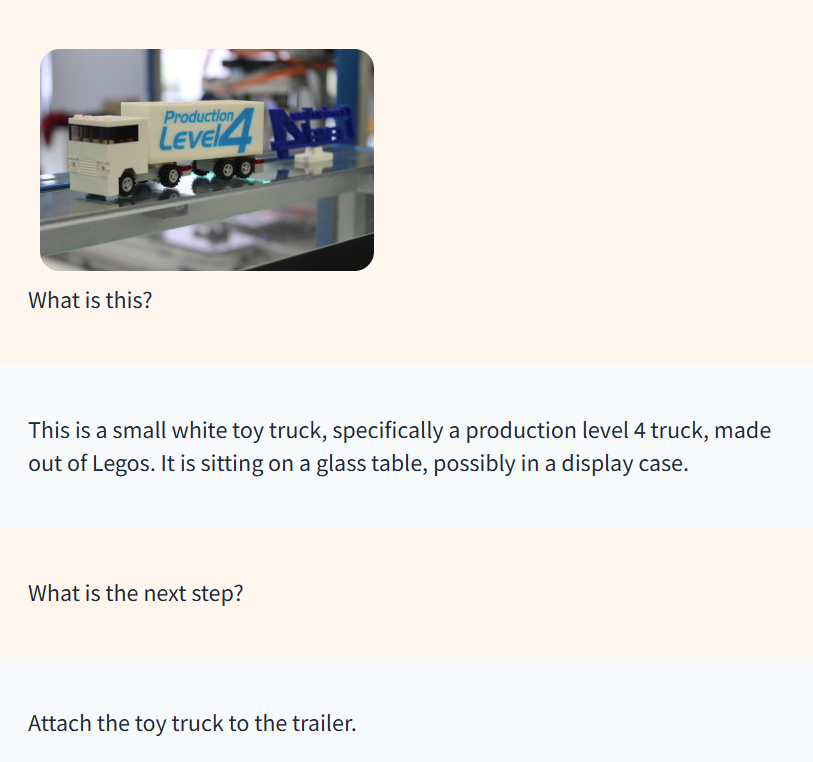 Production
Level4
What is this?
This is a small white toy truck, specifically a production level 4 truck, made
out of Legos. It is sitting on a glass table, possibly in a display case.
What is the next step?
Attach the toy truck to the trailer.